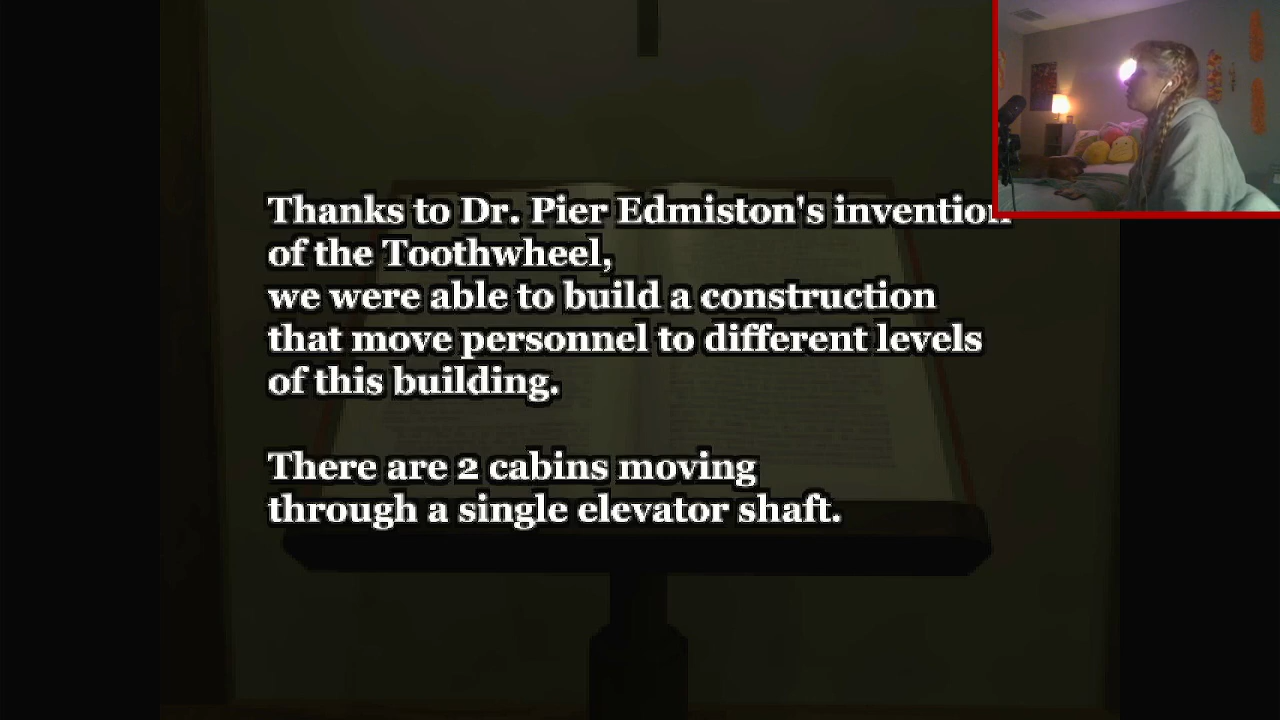 Thanks to Dr. Pier Edmiston's invention
of the Toothwheel,
we were able to build a construction
that move personnel to different levels
of this building.
There are 2 cabins moving
through a single elevator shaft.